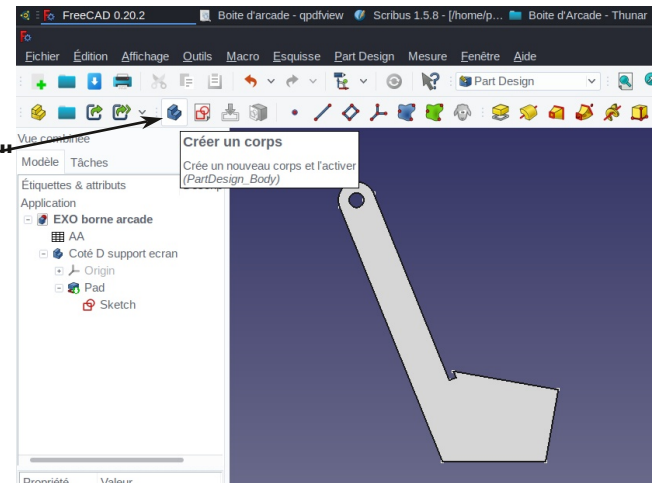 FreeCAD 0.20.2
Boite d'arcade - qpdfview
Scribus 1.5.8 - [/home/p…
Boite d'Arcade - Thunar
Fichier Édition Affichage Outils Macro Esquisse Part Design Mesure Fenêtre Aide
Part Design
Vue combinée
Créer un corps
Modèle Tâches
Crée un nouveau corps et l'activer
(PartDesign_Body)
Étiquettes & attributs
Application
EXO borne arcade
AA
Coté D support ecran
Origin
Pad
Sketch
Propriété Valeur